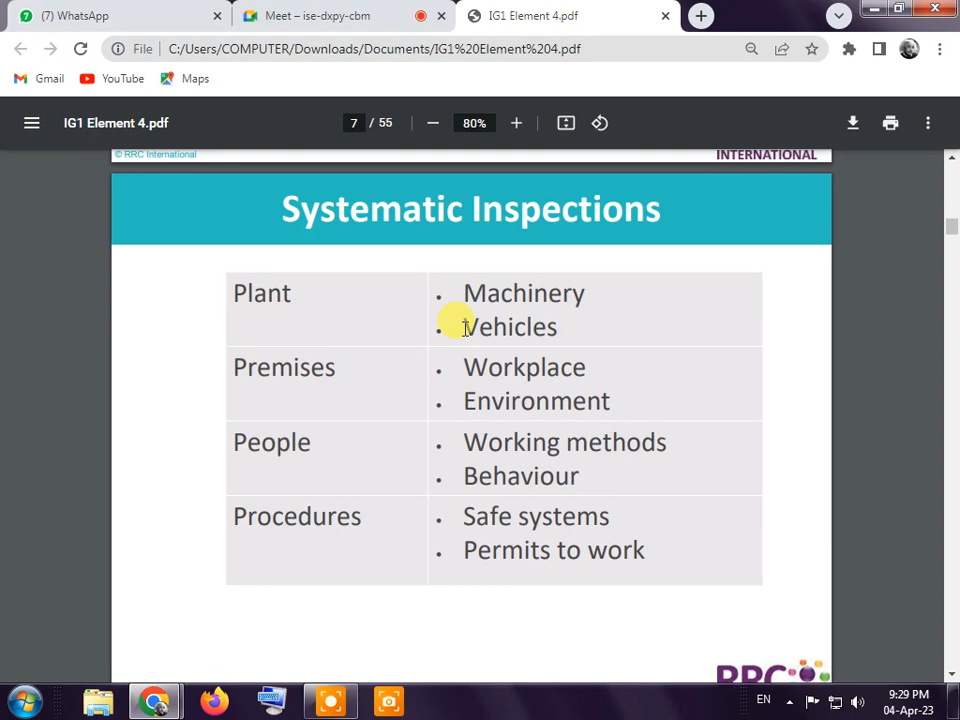 (7) WhatsApp
Meet – ise-dxpy-cbm
IG1 Element 4.pdf
File
C:/Users/COMPUTER/Downloads/Documents/IG1%20Element%204.pdf
Gmail
YouTube
Maps
IG1 Element 4.pdf
7 / 55
80%
© RRC International
INTERNATIONAL
Systematic Inspections
Plant
• Machinery
• Vehicles
Premises
• Workplace
• Environment
People
• Working methods
• Behaviour
Procedures
• Safe systems
• Permits to work
RRC
EN
9:29 PM
04-Apr-23